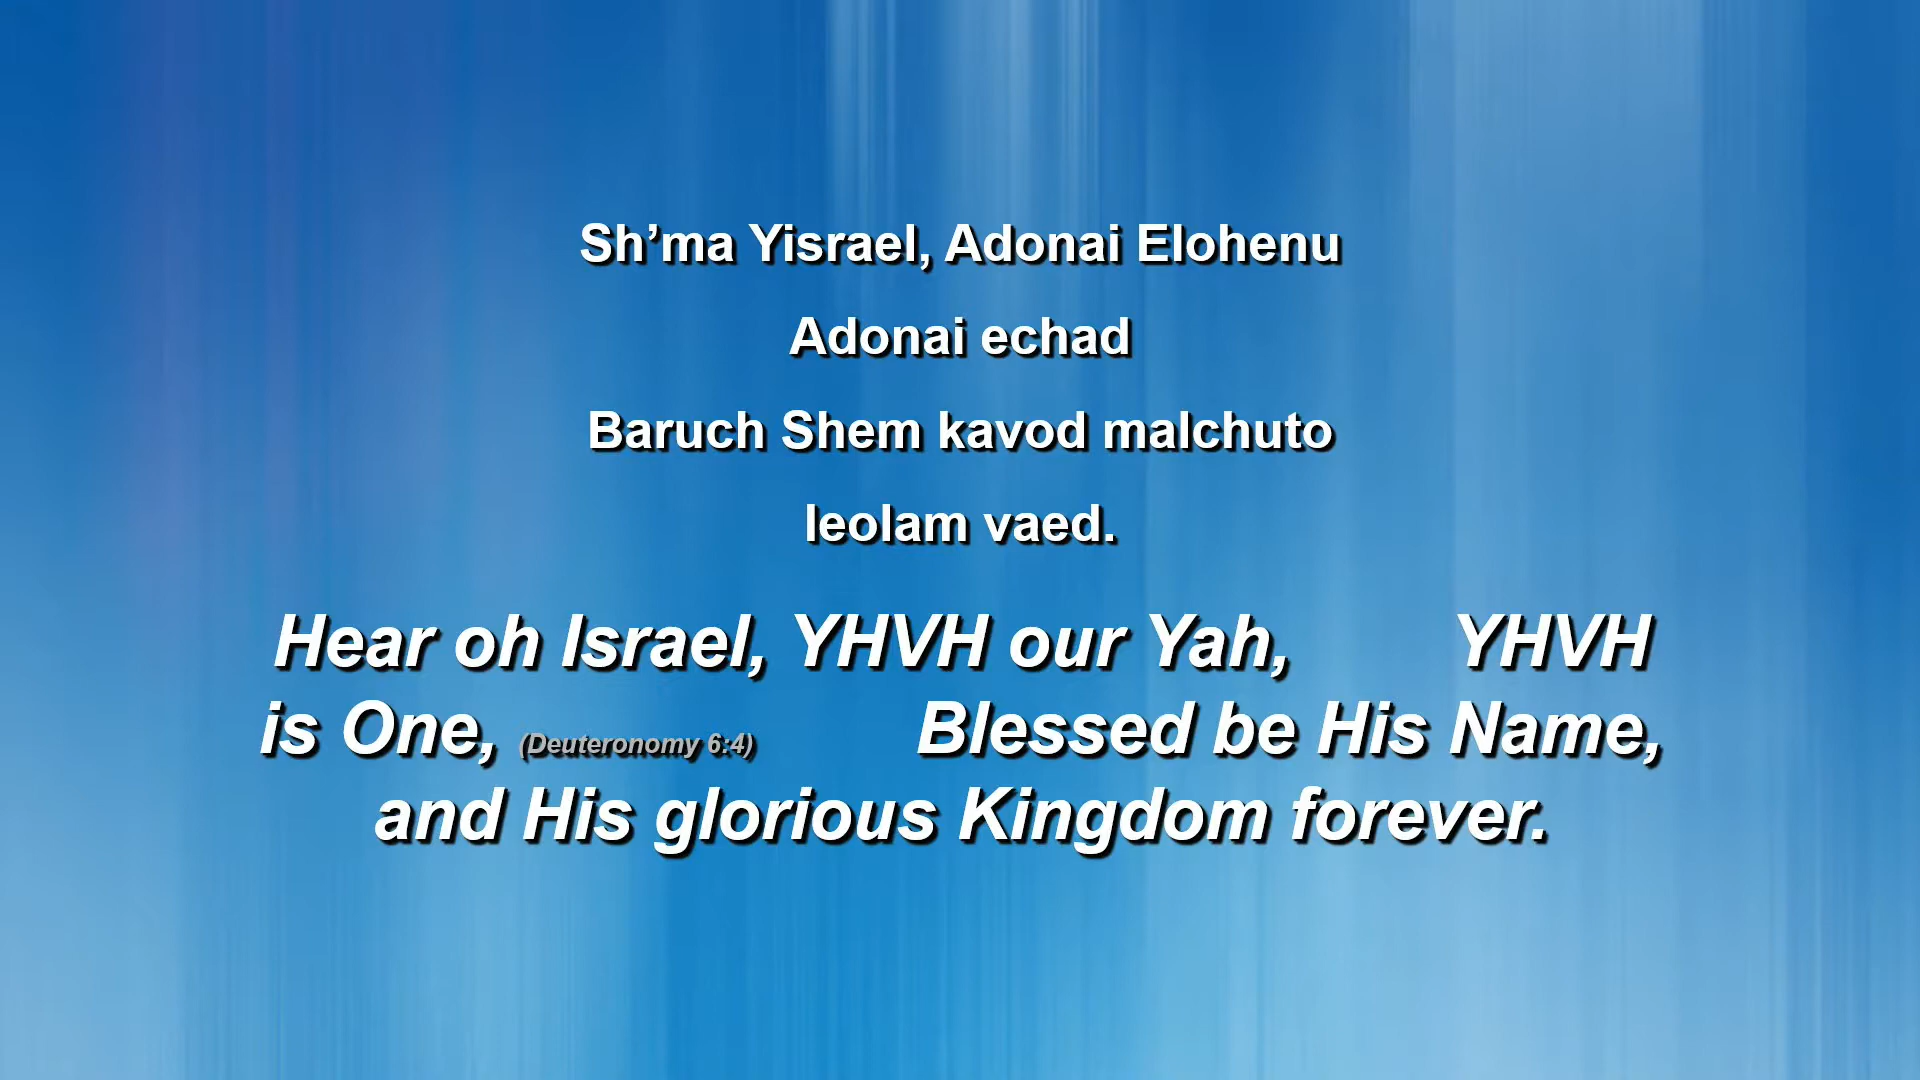 Sh’ma Yisrael, Adonai Elohenu
Adonai echad
Baruch Shem kavod malchuto
leolam vaed.
Hear oh Israel, YHVH our Yah, YHVH
is One, (Deuteronomy 6:4) Blessed be His Name,
and His glorious Kingdom forever.